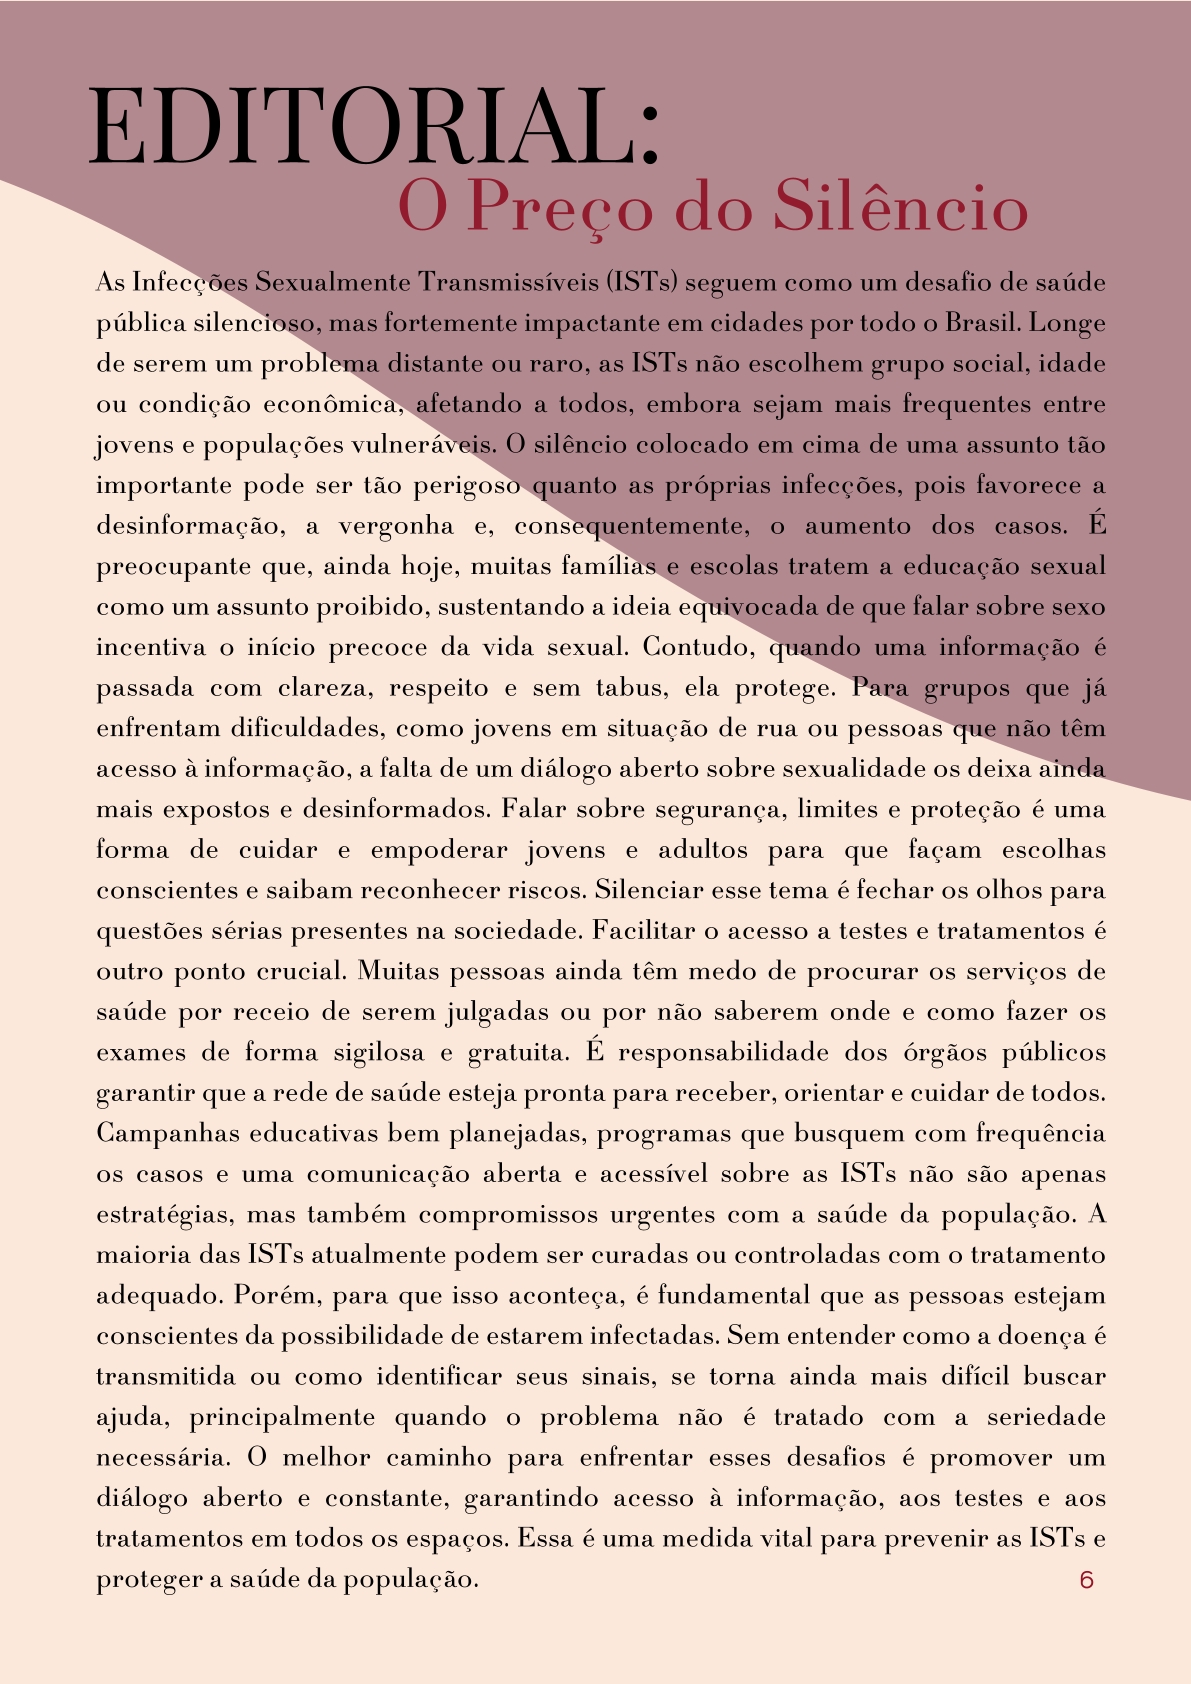 EDITORIAL:
O Preço do Silêncio
As Infecções Sexualmente Transmissíveis (ISTs) seguem como um desafio de saúde
pública silencioso, mas fortemente impactante em cidades por todo o Brasil. Longe
de serem um problema distante ou raro, as ISTs não escolhem grupo social, idade
ou condição econômica, afetando a todos, embora sejam mais frequentes entre
jovens e populações vulneráveis. O silêncio colocado em cima de uma assunto tão
importante pode ser tão perigoso quanto as próprias infecções, pois favorece a
desinformação, a vergonha e, consequentemente, o aumento dos casos. É
preocupante que, ainda hoje, muitas famílias e escolas tratem a educação sexual
como um assunto proibido, sustentando a ideia equivocada de que falar sobre sexo
incentiva o início precoce da vida sexual. Contudo, quando uma informação é
passada com clareza, respeito e sem tabus, ela protege. Para grupos que já
enfrentam dificuldades, como jovens em situação de rua ou pessoas que não têm
acesso à informação, a falta de um diálogo aberto sobre sexualidade os deixa ainda
mais expostos e desinformados. Falar sobre segurança, limites e proteção é uma
forma de cuidar e empoderar jovens e adultos para que façam escolhas
conscientes e saibam reconhecer riscos. Silenciar esse tema é fechar os olhos para
questões sérias presentes na sociedade. Facilitar o acesso a testes e tratamentos é
outro ponto crucial. Muitas pessoas ainda têm medo de procurar os serviços de
saúde por receio de serem julgadas ou por não saberem onde e como fazer os
exames de forma sigilosa e gratuita. É responsabilidade dos órgãos públicos
garantir que a rede de saúde esteja pronta para receber, orientar e cuidar de todos.
Campanhas educativas bem planejadas, programas que busquem com frequência
os casos e uma comunicação aberta e acessível sobre as ISTs não são apenas
estratégias, mas também compromissos urgentes com a saúde da população. A
maioria das ISTs atualmente podem ser curadas ou controladas com o tratamento
adequado. Porém, para que isso aconteça, é fundamental que as pessoas estejam
conscientes da possibilidade de estarem infectadas. Sem entender como a doença é
transmitida ou como identificar seus sinais, se torna ainda mais difícil buscar
ajuda, principalmente quando o problema não é tratado com a seriedade
necessária. O melhor caminho para enfrentar esses desafios é promover um
diálogo aberto e constante, garantindo acesso à informação, aos testes e aos
tratamentos em todos os espaços. Essa é uma medida vital para prevenir as ISTs e
proteger a saúde da população.
6